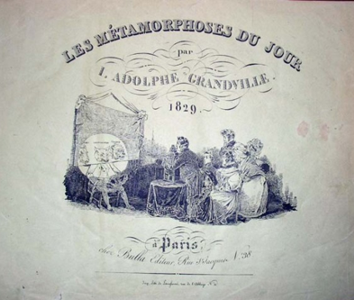 LES MÉTAMORPHOSES DU JOUR
par
I. ADOLPHE GRANDVILLE.
1829.
à Paris
chez Bulla Editeur Rue St Jacques N.° 38